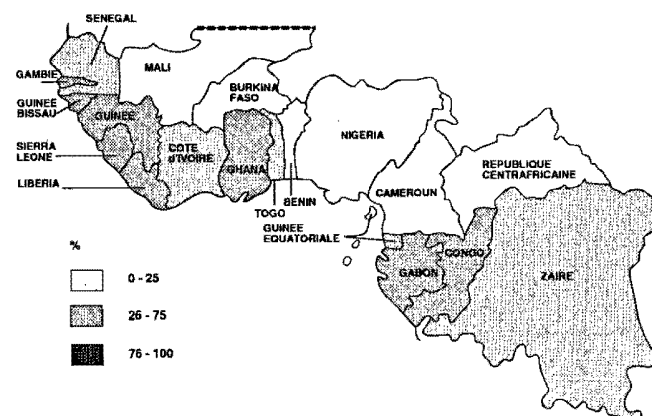 SENEGAL
GAMBIE
MALI
GUINEE
BISSAU
GUINEE
BURKINA
FASO
SIERRA
LEONE
COTE
d'IVOIRE
GHANA
NIGERIA
REPUBLIQUE
CENTRAFRICAINE
LIBERIA
CAMEROUN
BENIN
TOGO
GUINEE
EQUATORIALE
CONGO
GABON
ZAIRE
%
0 - 25
26 - 75
76 - 100